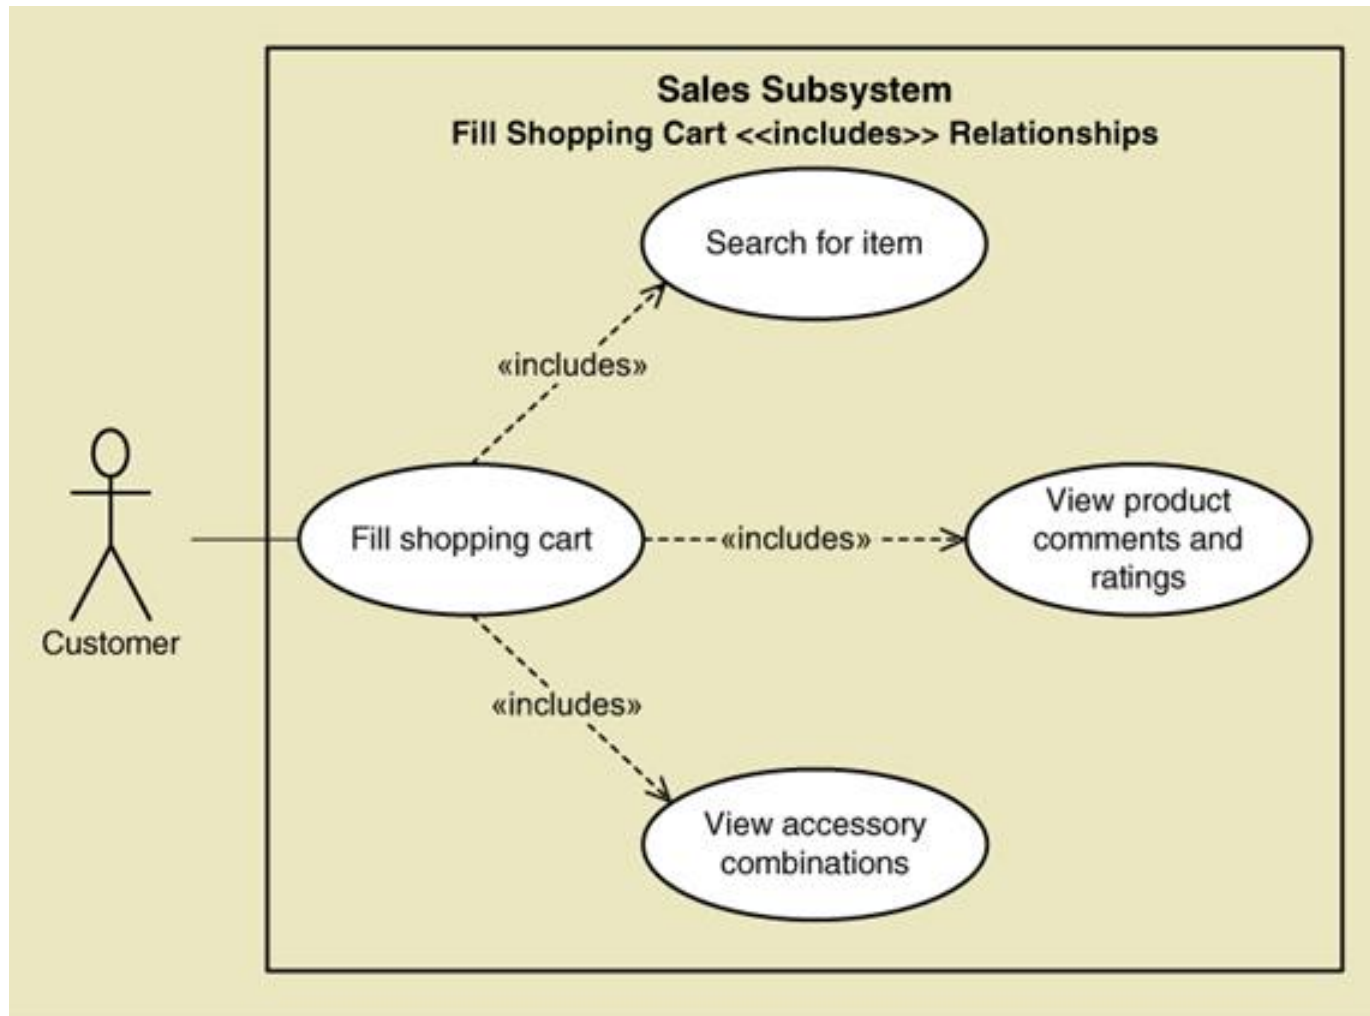 Sales Subsystem
Fill Shopping Cart <<includes>> Relationships
Search for item
«includes»
Fill shopping cart
«includes»
View product
comments and
ratings
Customer
«includes»
View accessory
combinations